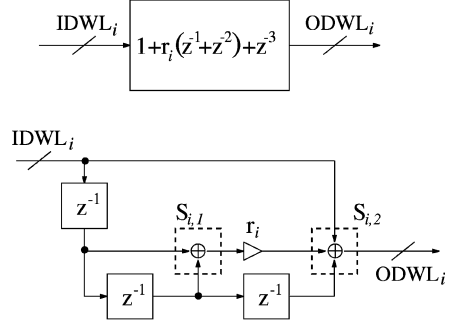 IDWLi ODWLi
1+ri(z-1+z-2)+z-3
IDWLi
z-1
Si,1 ri Si,2
z-1 z-1
ODWLi